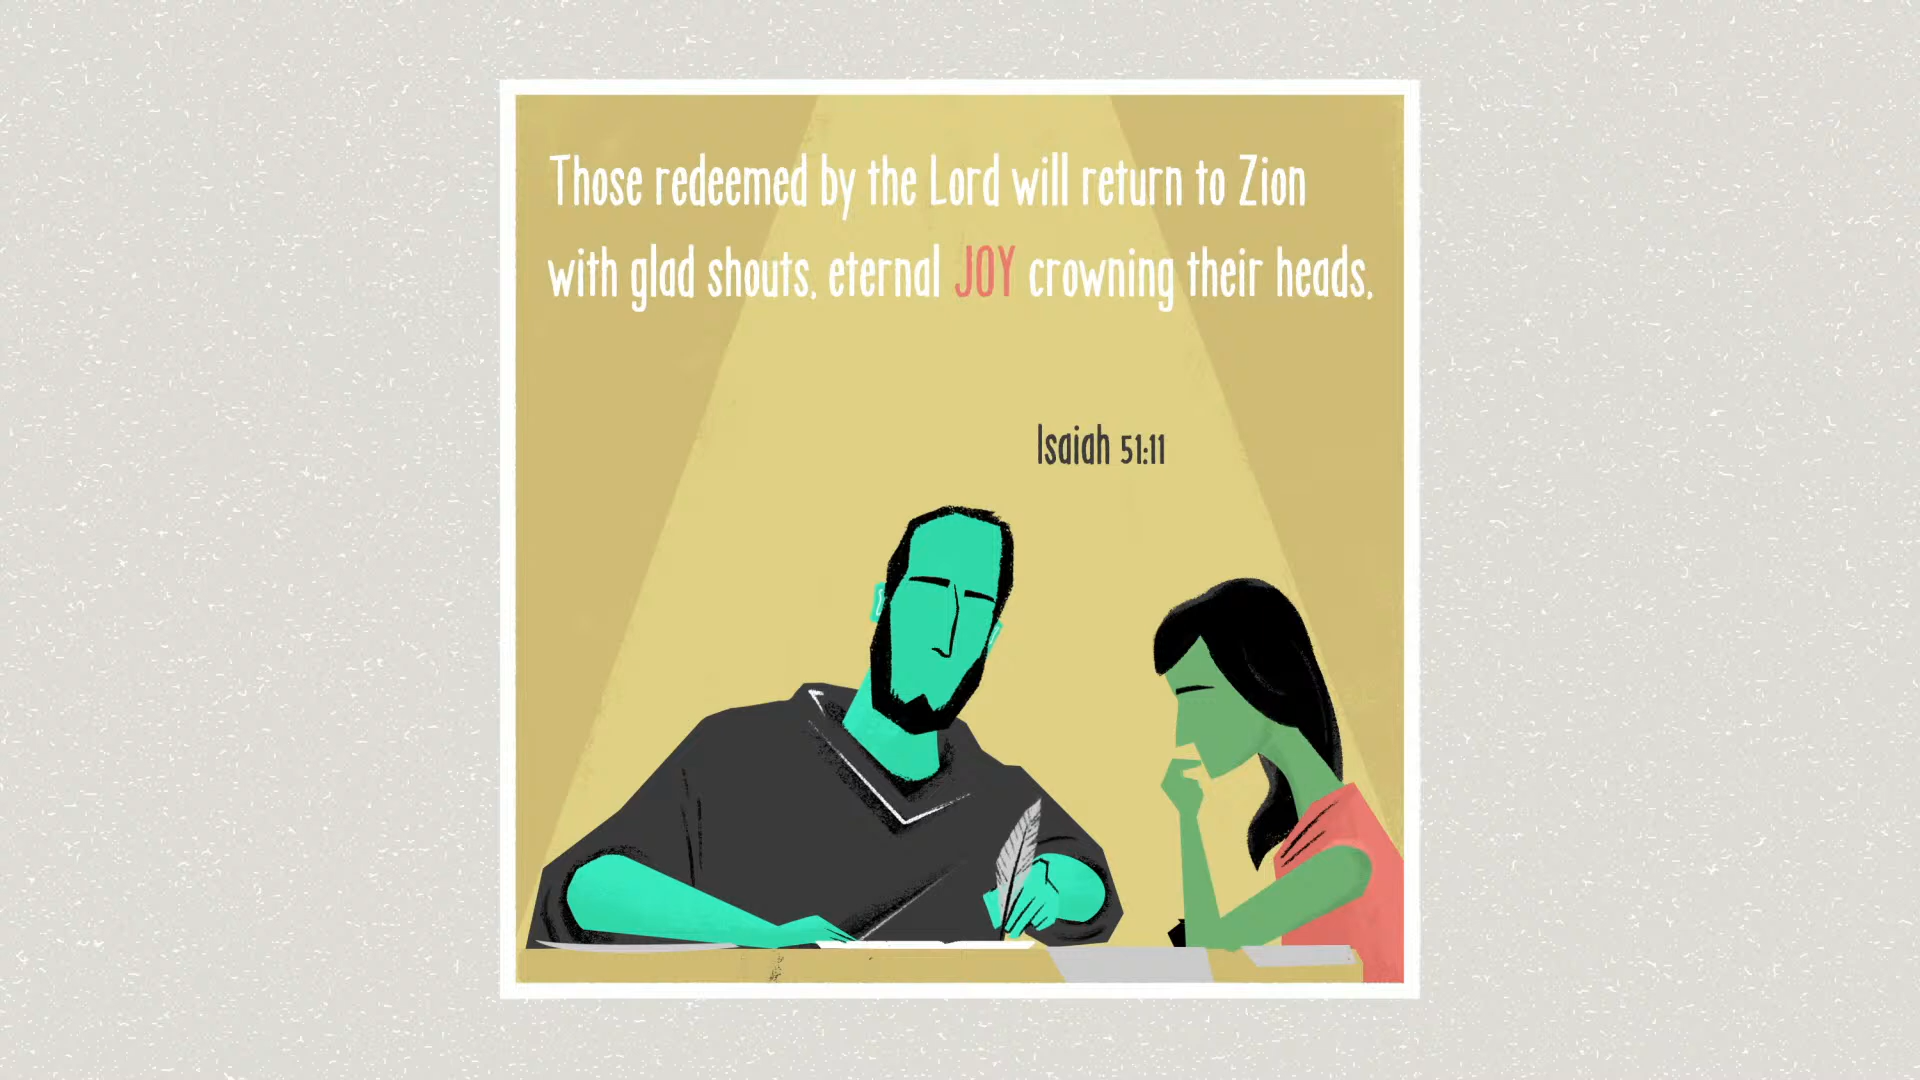 Those redeemed by the Lord will return to Zion
with glad shouts, eternal JOY crowning their heads,
Isaiah 51:11